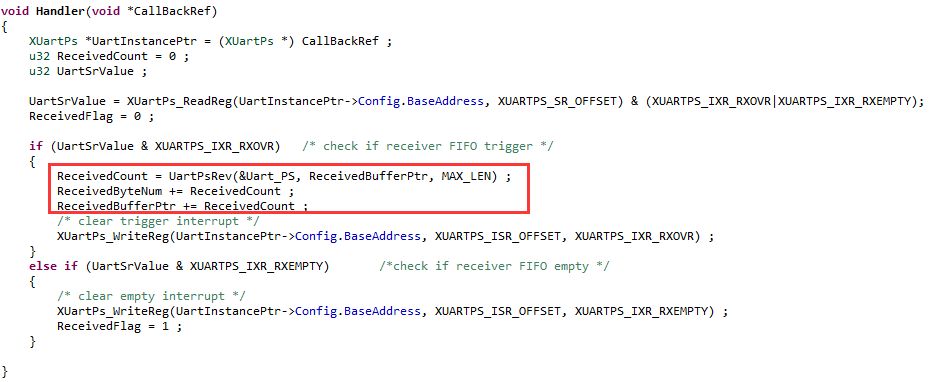 void Handler(void *CallBackRef)
{
XUartPs *UartInstancePtr = (XUartPs *) CallBackRef ;
u32 ReceivedCount = 0 ;
u32 UartSrValue ;
UartSrValue = XUartPs_ReadReg(UartInstancePtr->Config.BaseAddress, XUARTPS_SR_OFFSET) & (XUARTPS_IXR_RXOVR|XUARTPS_IXR_RXEMPTY);
ReceivedFlag = 0 ;
if (UartSrValue & XUARTPS_IXR_RXOVR) /* check if receiver FIFO trigger */
{
ReceivedCount = UartPsRev(&Uart_PS, ReceivedBufferPtr, MAX_LEN) ;
ReceivedByteNum += ReceivedCount ;
ReceivedBufferPtr += ReceivedCount ;
/* clear trigger interrupt */
XUartPs_WriteReg(UartInstancePtr->Config.BaseAddress, XUARTPS_ISR_OFFSET, XUARTPS_IXR_RXOVR) ;
}
else if (UartSrValue & XUARTPS_IXR_RXEMPTY) /*check if receiver FIFO empty */
{
/* clear empty interrupt */
XUartPs_WriteReg(UartInstancePtr->Config.BaseAddress, XUARTPS_ISR_OFFSET, XUARTPS_IXR_RXEMPTY) ;
ReceivedFlag = 1 ;
}
}